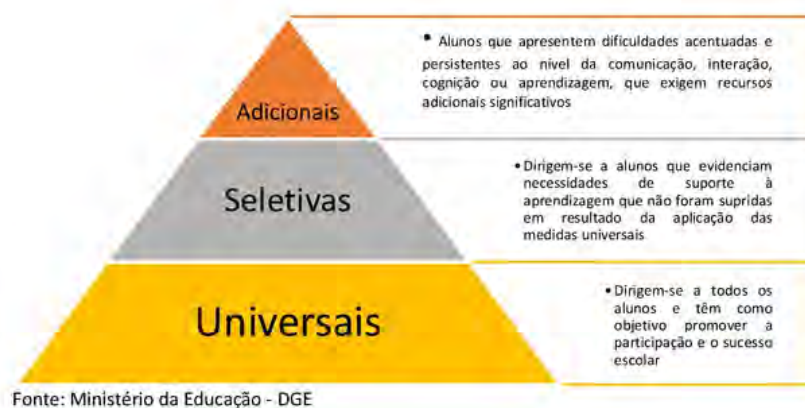 • Alunos que apresentem dificuldades acentuadas e
persistentes ao nível da comunicação, interação,
cognição ou aprendizagem, que exigem recursos
adicionais significativos
Adicionais
•Dirigem-se a alunos que evidenciam
necessidades de suporte à
aprendizagem que não foram supridas
em resultado da aplicação das
medidas universais
Seletivas
•Dirigem-se a todos os
alunos e têm como
objetivo promover a
participação e o sucesso
escolar
Universais
Fonte: Ministério da Educação - DGE